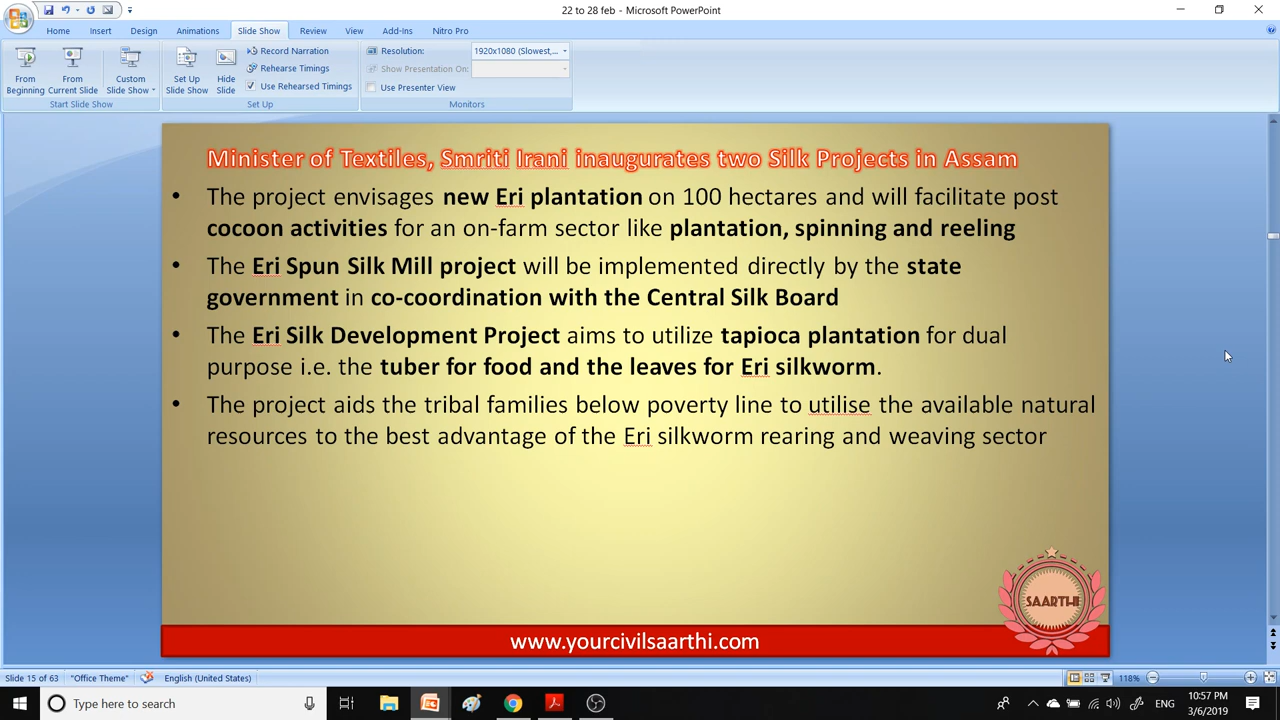 22 to 28 feb - Microsoft PowerPoint
Home Insert Design Animations Slide Show Review View Add-Ins Nitro Pro
From Beginning
From Current Slide
Custom Slide Show
Start Slide Show
Set Up Slide Show
Hide Slide
Record Narration
Rehearse Timings
Use Rehearsed Timings
Set Up
Resolution: 1920x1080 (Slowest,...
Show Presentation On:
Use Presenter View
Monitors
Minister of Textiles, Smriti Irani inaugurates two Silk Projects in Assam
• The project envisages new Eri plantation on 100 hectares and will facilitate post
cocoon activities for an on-farm sector like plantation, spinning and reeling
• The Eri Spun Silk Mill project will be implemented directly by the state
government in co-coordination with the Central Silk Board
• The Eri Silk Development Project aims to utilize tapioca plantation for dual
purpose i.e. the tuber for food and the leaves for Eri silkworm.
• The project aids the tribal families below poverty line to utilise the available natural
resources to the best advantage of the Eri silkworm rearing and weaving sector
SAARTHI
www.yourcivilsaarthi.com
Slide 15 of 63 "Office Theme" English (United States) 118%
Type here to search
ENG
10:57 PM
3/6/2019